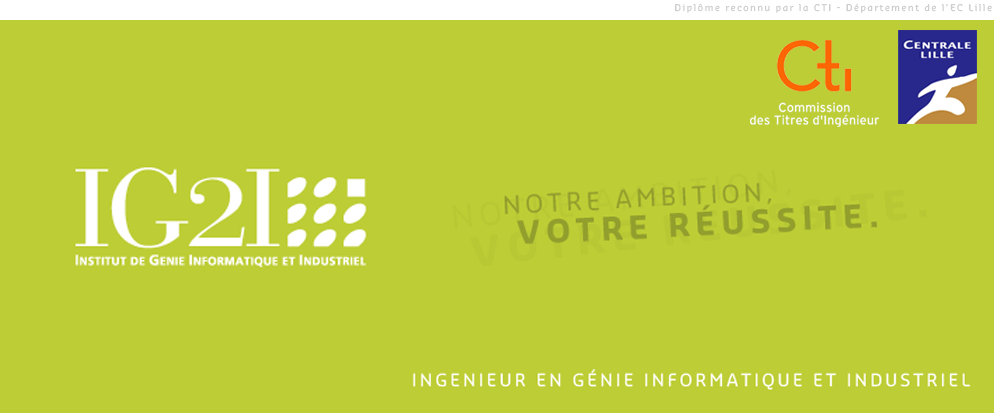 Diplôme reconnu par la CTI - Département de l'EC Lille
Cti
Commission
des Titres d'Ingénieur
CENTRALE
LILLE
IG2I
INSTITUT DE GENIE INFORMATIQUE ET INDUSTRIEL
NOTRE AMBITION,
VOTRE RÉUSSITE.
INGENIEUR EN GÉNIE INFORMATIQUE ET INDUSTRIEL